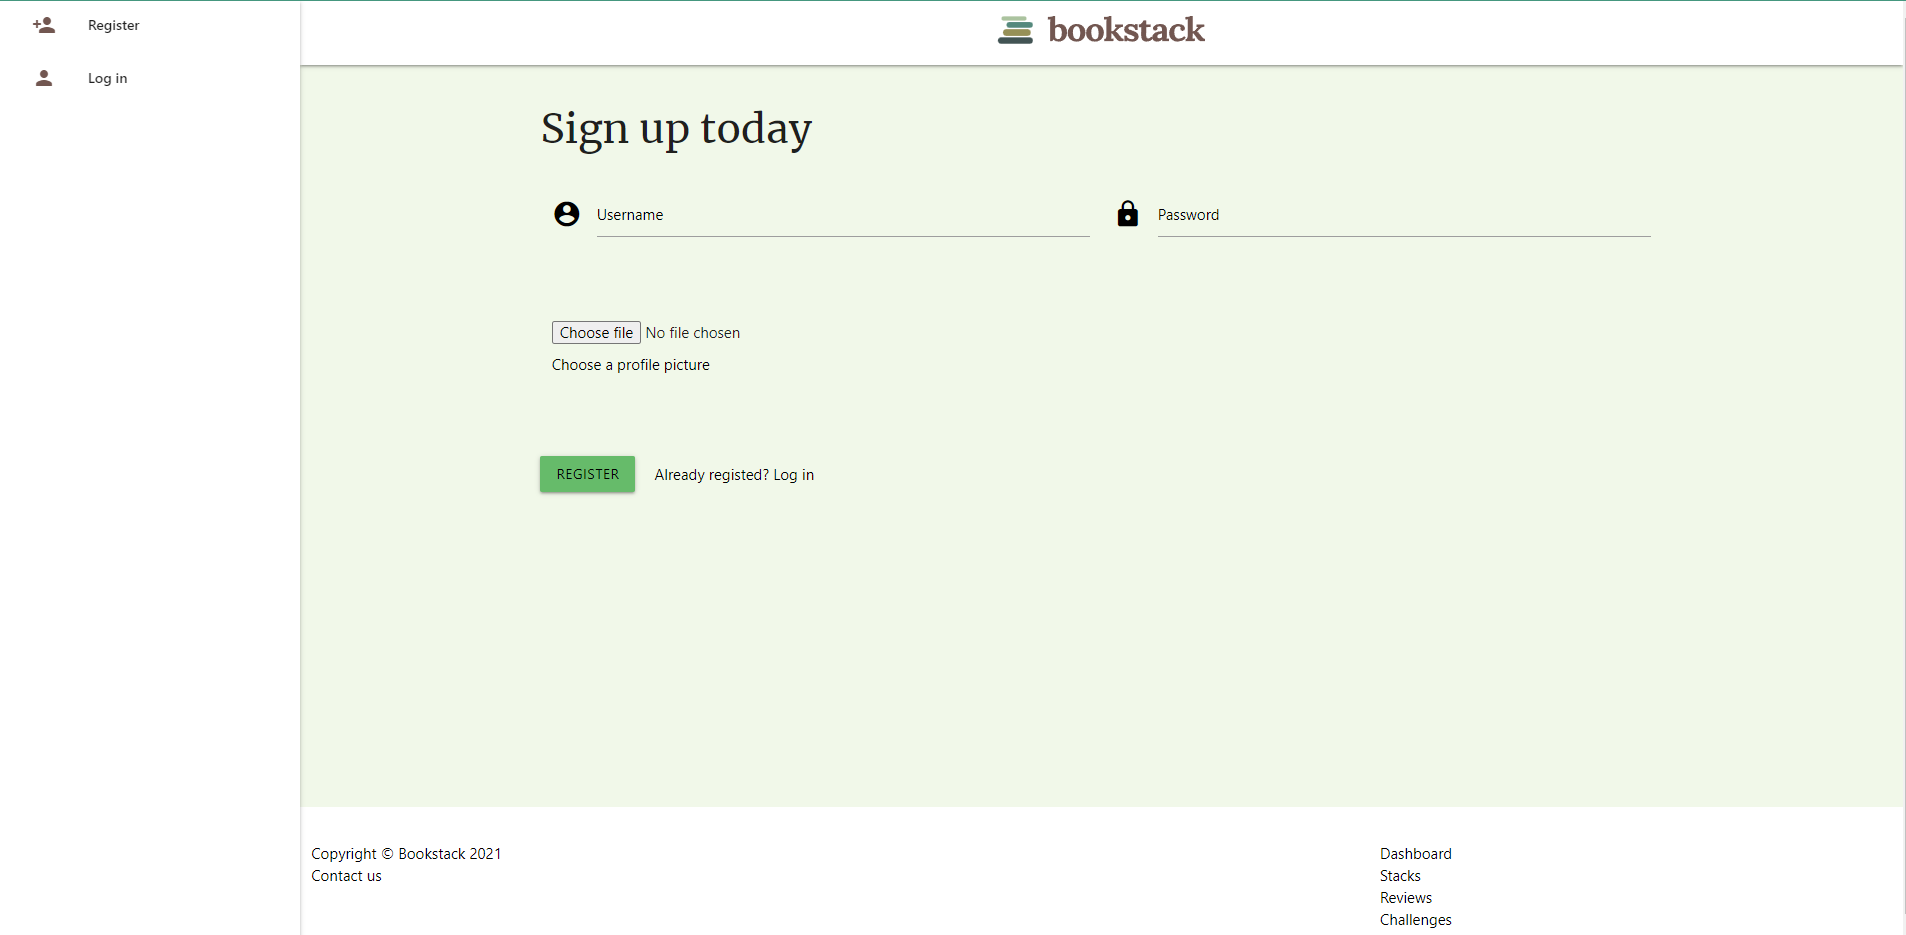 Register
Log in
bookstack
Sign up today
Username
Password
Choose file No file chosen
Choose a profile picture
REGISTER
Already registed? Log in
Copyright © Bookstack 2021
Contact us
Dashboard
Stacks
Reviews
Challenges